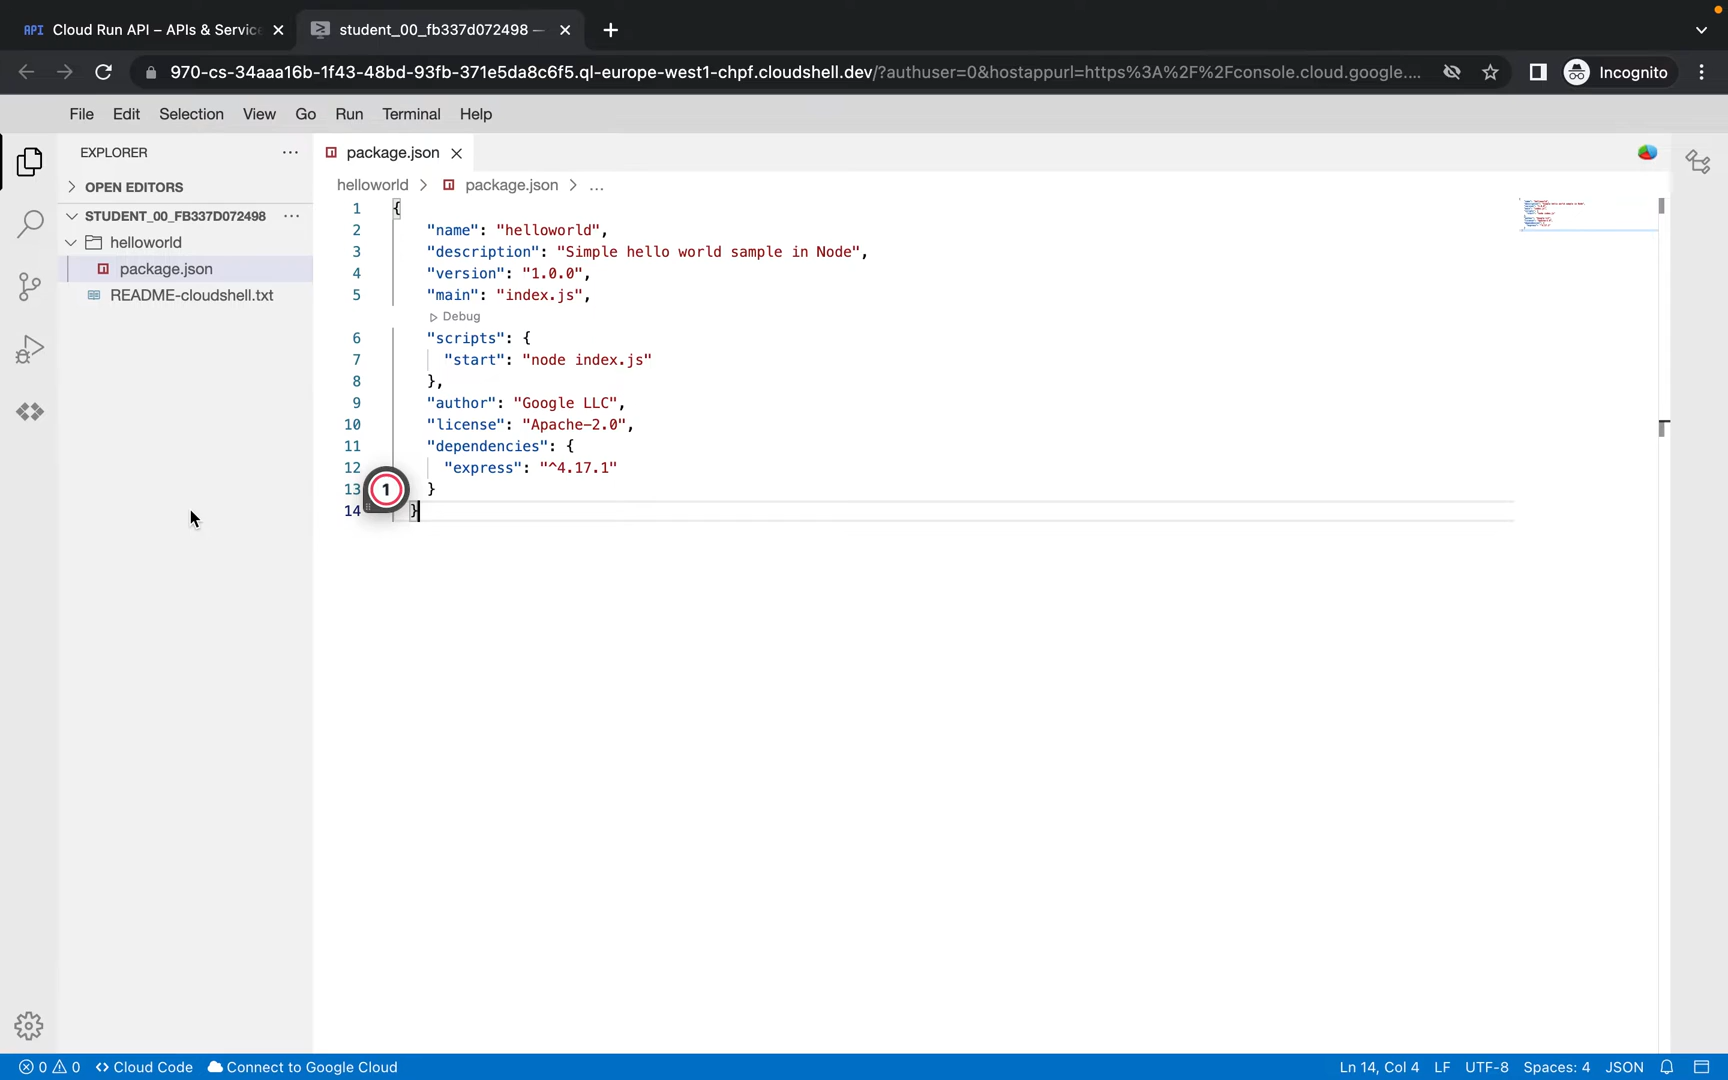 API Cloud Run API – APIs & Service
student_00_fb337d072498 —
970-cs-34aaa16b-1f43-48bd-93fb-371e5da8c6f5.ql-europe-west1-chpf.cloudshell.dev/?authuser=0&hostappurl=https%3A%2F%2Fconsole.cloud.google....
Incognito
File Edit Selection View Go Run Terminal Help
EXPLORER ...
OPEN EDITORS
STUDENT_00_FB337D072498 ...
helloworld
package.json
README-cloudshell.txt
package.json
helloworld > package.json > ...
1 {
2 "name": "helloworld",
3 "description": "Simple hello world sample in Node",
4 "version": "1.0.0",
5 "main": "index.js",
Debug
6 "scripts": {
7 "start": "node index.js"
8 },
9 "author": "Google LLC",
10 "license": "Apache-2.0",
11 "dependencies": {
12 "express": "^4.17.1"
13 }
14 }
1
0 0 Cloud Code Connect to Google Cloud
Ln 14, Col 4 LF UTF-8 Spaces: 4 JSON